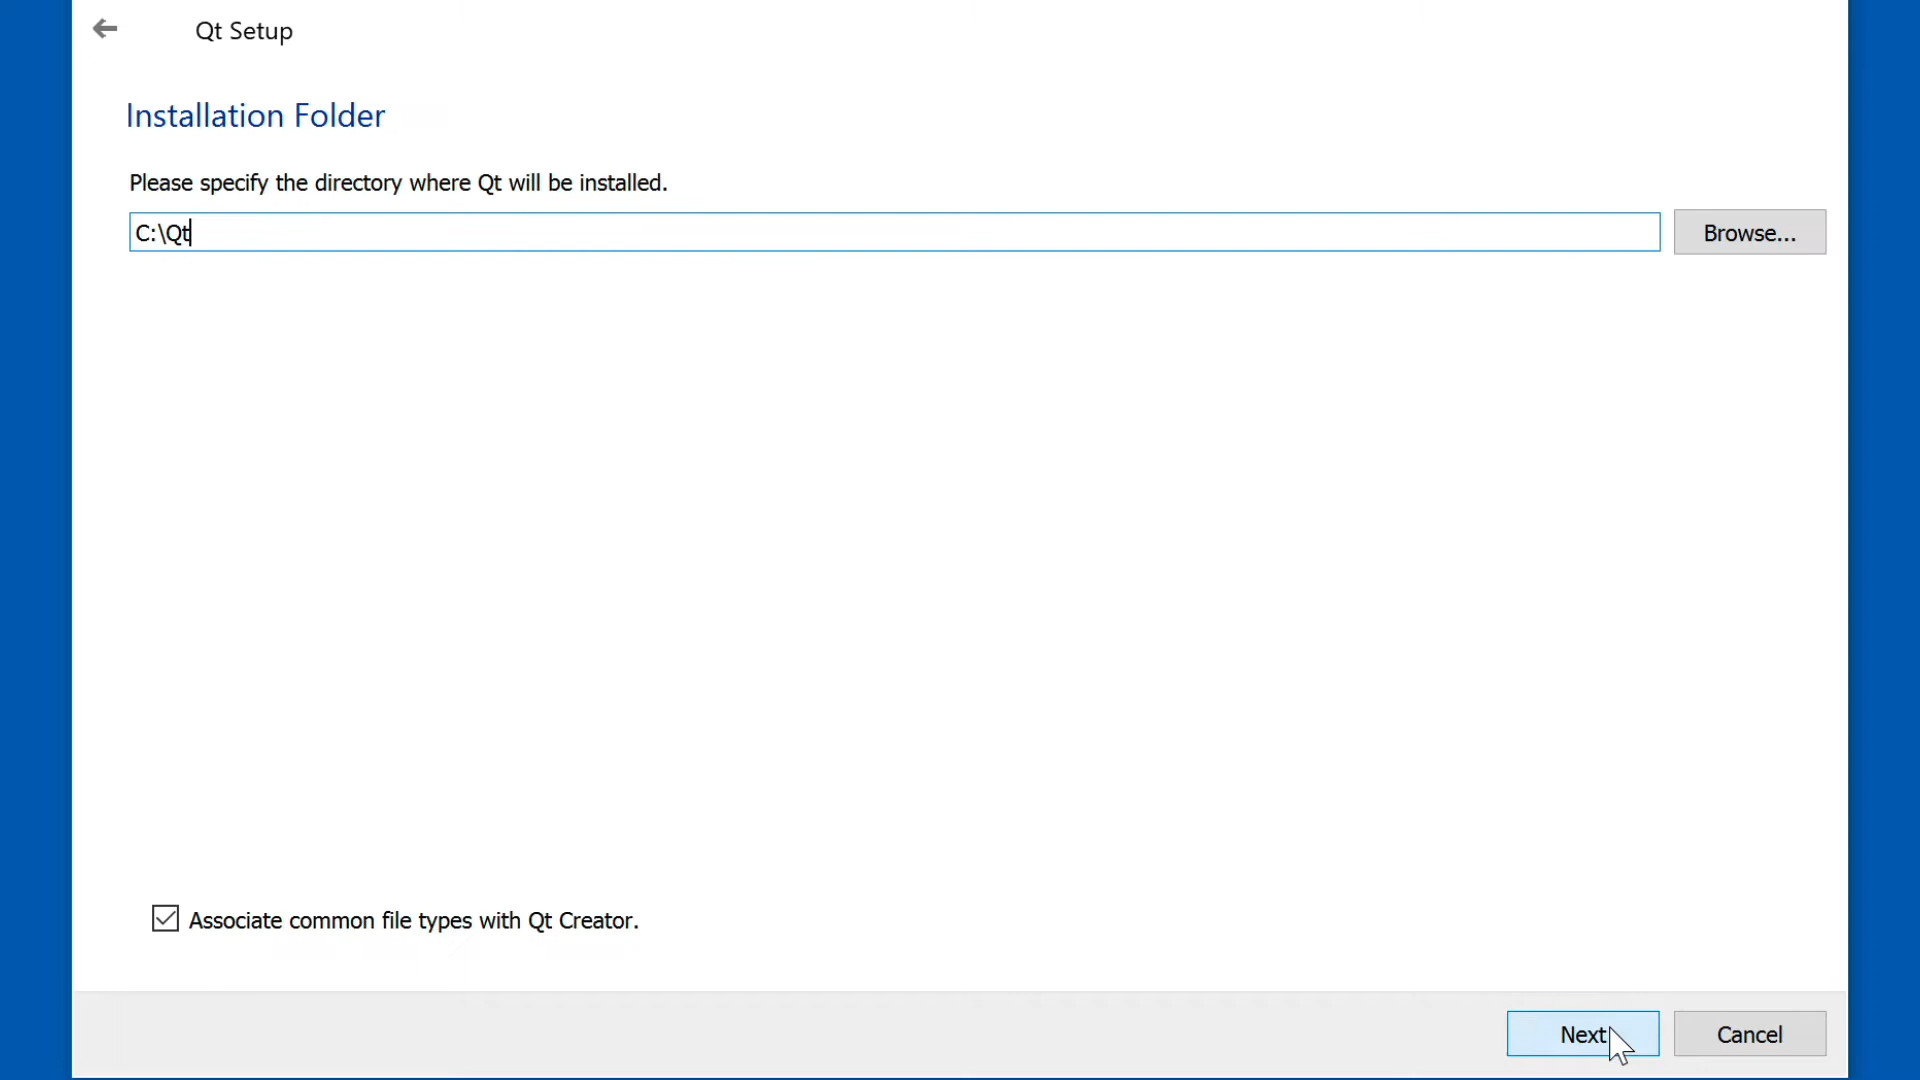 Qt Setup
Installation Folder
Please specify the directory where Qt will be installed.
C:\Qt
Browse...
Associate common file types with Qt Creator.
Next
Cancel